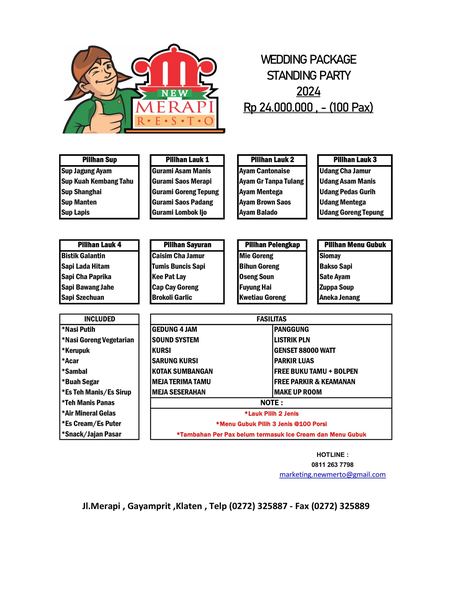 NEW
MERAPI
R·E·S·T·O
WEDDING PACKAGE
STANDING PARTY
2024
Rp 24.000.000 , - (100 Pax)
Pilihan Sup
Sup Jagung Ayam
Sup Kuah Kembang Tahu
Sup Shanghai
Sup Manten
Sup Lapis
Pilihan Lauk 1
Gurami Asam Manis
Gurami Saos Merapi
Gurami Goreng Tepung
Gurami Saos Padang
Gurami Lombok Ijo
Pilihan Lauk 2
Ayam Cantonaise
Ayam Gr Tanpa Tulang
Ayam Mentega
Ayam Brown Saos
Ayam Balado
Pilihan Lauk 3
Udang Cha Jamur
Udang Asam Manis
Udang Pedas Gurih
Udang Mentega
Udang Goreng Tepung
Pilihan Lauk 4
Bistik Galantin
Sapi Lada Hitam
Sapi Cha Paprika
Sapi Bawang Jahe
Sapi Szechuan
Pilihan Sayuran
Caisim Cha Jamur
Tumis Buncis Sapi
Kee Pat Lay
Cap Cay Goreng
Brokoli Garlic
Pilihan Pelengkap
Mie Goreng
Bihun Goreng
Oseng Soun
Fuyung Hai
Kwetiau Goreng
Pilihan Menu Gubuk
Siomay
Bakso Sapi
Sate Ayam
Zuppa Soup
Aneka Jenang
INCLUDED
*Nasi Putih
*Nasi Goreng Vegetarian
*Kerupuk
*Acar
*Sambal
*Buah Segar
*Es Teh Manis/Es Sirup
*Teh Manis Panas
*Air Mineral Gelas
*Es Cream/Es Puter
*Snack/Jajan Pasar
FASILITAS
GEDUNG 4 JAM
SOUND SYSTEM
KURSI
SARUNG KURSI
KOTAK SUMBANGAN
MEJA TERIMA TAMU
MEJA SESERAHAN
PANGGUNG
LISTRIK PLN
GENSET 88000 WATT
PARKIR LUAS
FREE BUKU TAMU + BOLPEN
FREE PARKIR & KEAMANAN
MAKE UP ROOM
NOTE :
*Lauk Pilih 2 Jenis
*Menu Gubuk Pilih 3 Jenis @100 Porsi
*Tambahan Per Pax belum termasuk Ice Cream dan Menu Gubuk
HOTLINE :
0811 263 7798
marketing.newmerto@gmail.com
Jl.Merapi , Gayamprit ,Klaten , Telp (0272) 325887 - Fax (0272) 325889